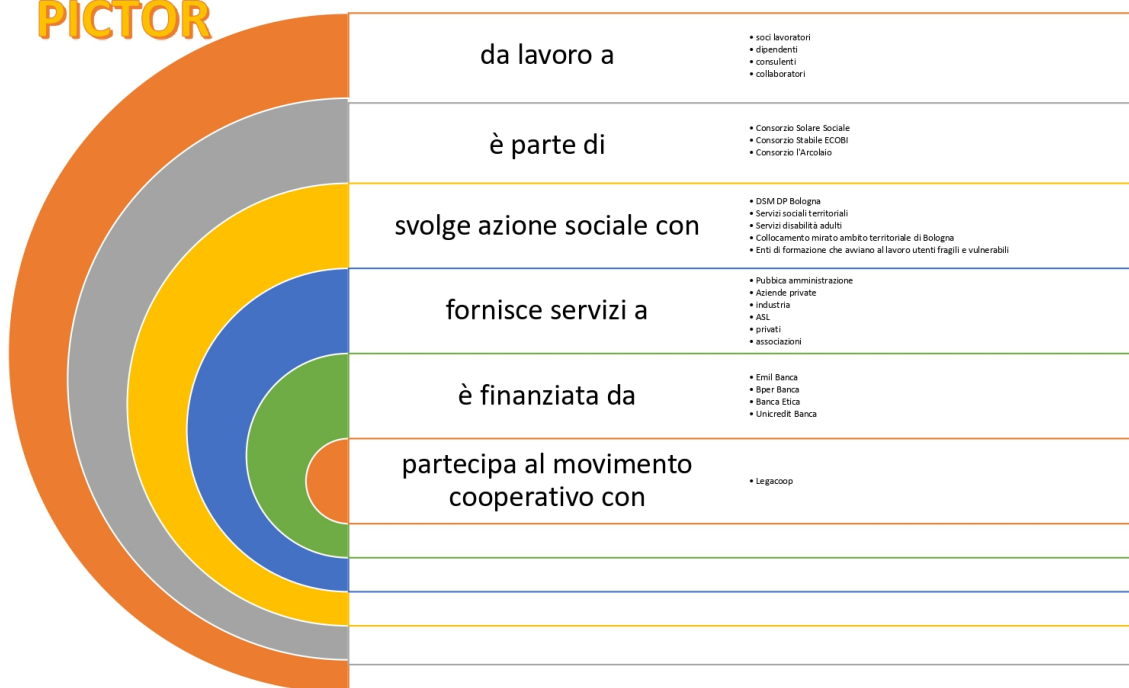 PICTOR
da lavoro a
• soci lavoratori
• dipendenti
• consulenti
• collaboratori
è parte di
• Consorzio Solare Sociale
• Consorzio Stabile ECOBI
• Consorzio l'Arcolaio
svolge azione sociale con
• DSM DP Bologna
• Servizi sociali territoriali
• Servizi disabilità adulti
• Collocamento mirato ambito territoriale di Bologna
• Enti di formazione che avviano al lavoro utenti fragili e vulnerabili
fornisce servizi a
• Pubbica amministrazione
• Aziende private
• industria
• ASL
• privati
• associazioni
è finanziata da
• Emil Banca
• Bper Banca
• Banca Etica
• Unicredit Banca
partecipa al movimento
cooperativo con
• Legacoop